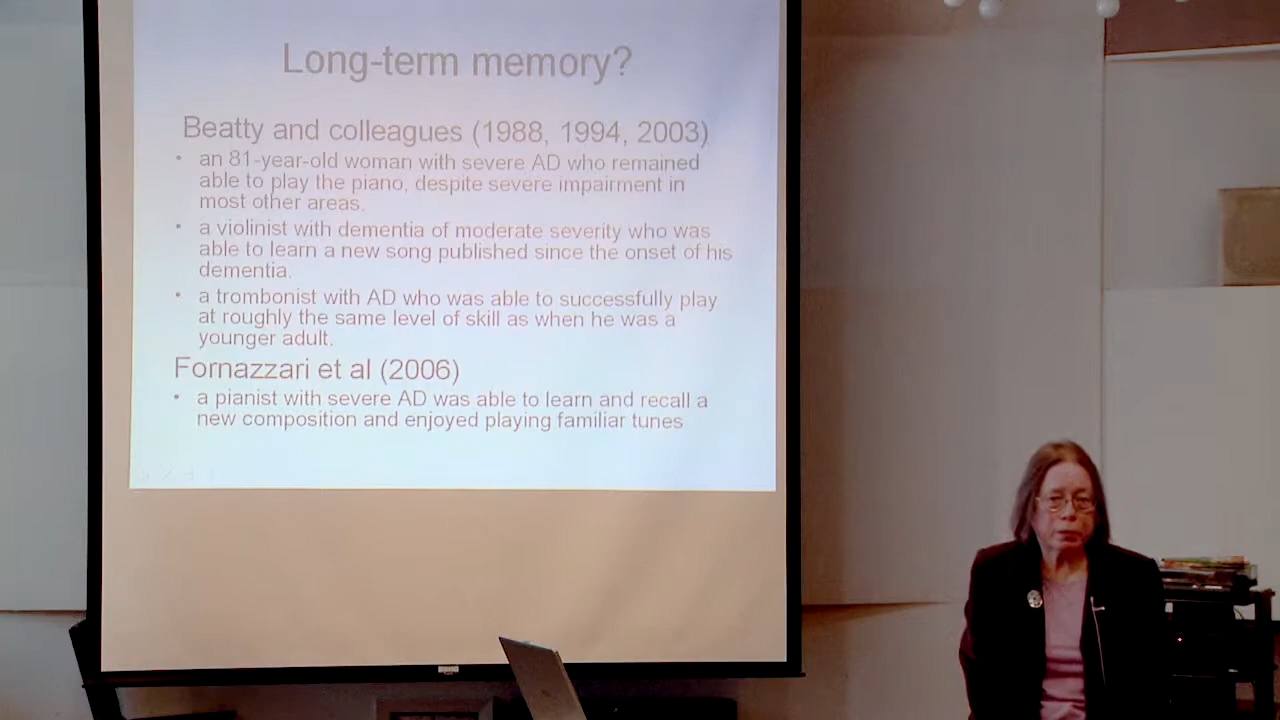 Long-term memory?
Beatty and colleagues (1988, 1994, 2003)
• an 81-year-old woman with severe AD who remained
able to play the piano, despite severe impairment in
most other areas.
• a violinist with dementia of moderate severity who was
able to learn a new song published since the onset of his
dementia.
• a trombonist with AD who was able to successfully play
at roughly the same level of skill as when he was a
younger adult.
Fornazzari et al (2006)
• a pianist with severe AD was able to learn and recall a
new composition and enjoyed playing familiar tunes